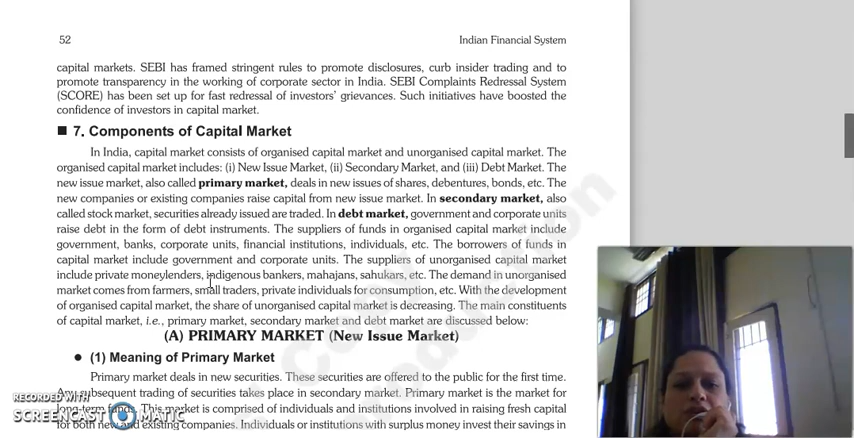 52 Indian Financial System
capital markets. SEBI has framed stringent rules to promote disclosures, curb insider trading and to
promote transparency in the working of corporate sector in India. SEBI Complaints Redressal System
(SCORE) has been set up for fast redressal of investors' grievances. Such initiatives have boosted the
confidence of investors in capital market.
7. Components of Capital Market
In India, capital market consists of organised capital market and unorganised capital market. The
organised capital market includes: (i) New Issue Market, (ii) Secondary Market, and (iii) Debt Market. The
new issue market, also called primary market, deals in new issues of shares, debentures, bonds, etc. The
new companies or existing companies raise capital from new issue market. In secondary market, also
called stock market, securities already issued are traded. In debt market, government and corporate units
raise debt in the form of debt instruments. The suppliers of funds in organised capital market include
government, banks, corporate units, financial institutions, individuals, etc. The borrowers of funds in
capital market include government and corporate units. The suppliers of unorganised capital market
include private moneylenders, indigenous bankers, mahajans, sahukars, etc. The demand in unorganised
market comes from farmers, small traders, private individuals for consumption, etc. With the development
of organised capital market, the share of unorganised capital market is decreasing. The main constituents
of capital market, i.e., primary market, secondary market and debt market are discussed below:
(A) PRIMARY MARKET (New Issue Market)
(1) Meaning of Primary Market
Primary market deals in new securities. These securities are offered to the public for the first time.
Any subsequent trading of securities takes place in secondary market. Primary market is the market for
long-term funds. This market is comprised of individuals and institutions involved in raising fresh capital
for both new and existing companies. Individuals or institutions with surplus money invest their savings in
RECORDED WITH
SCREENCAST MATIC